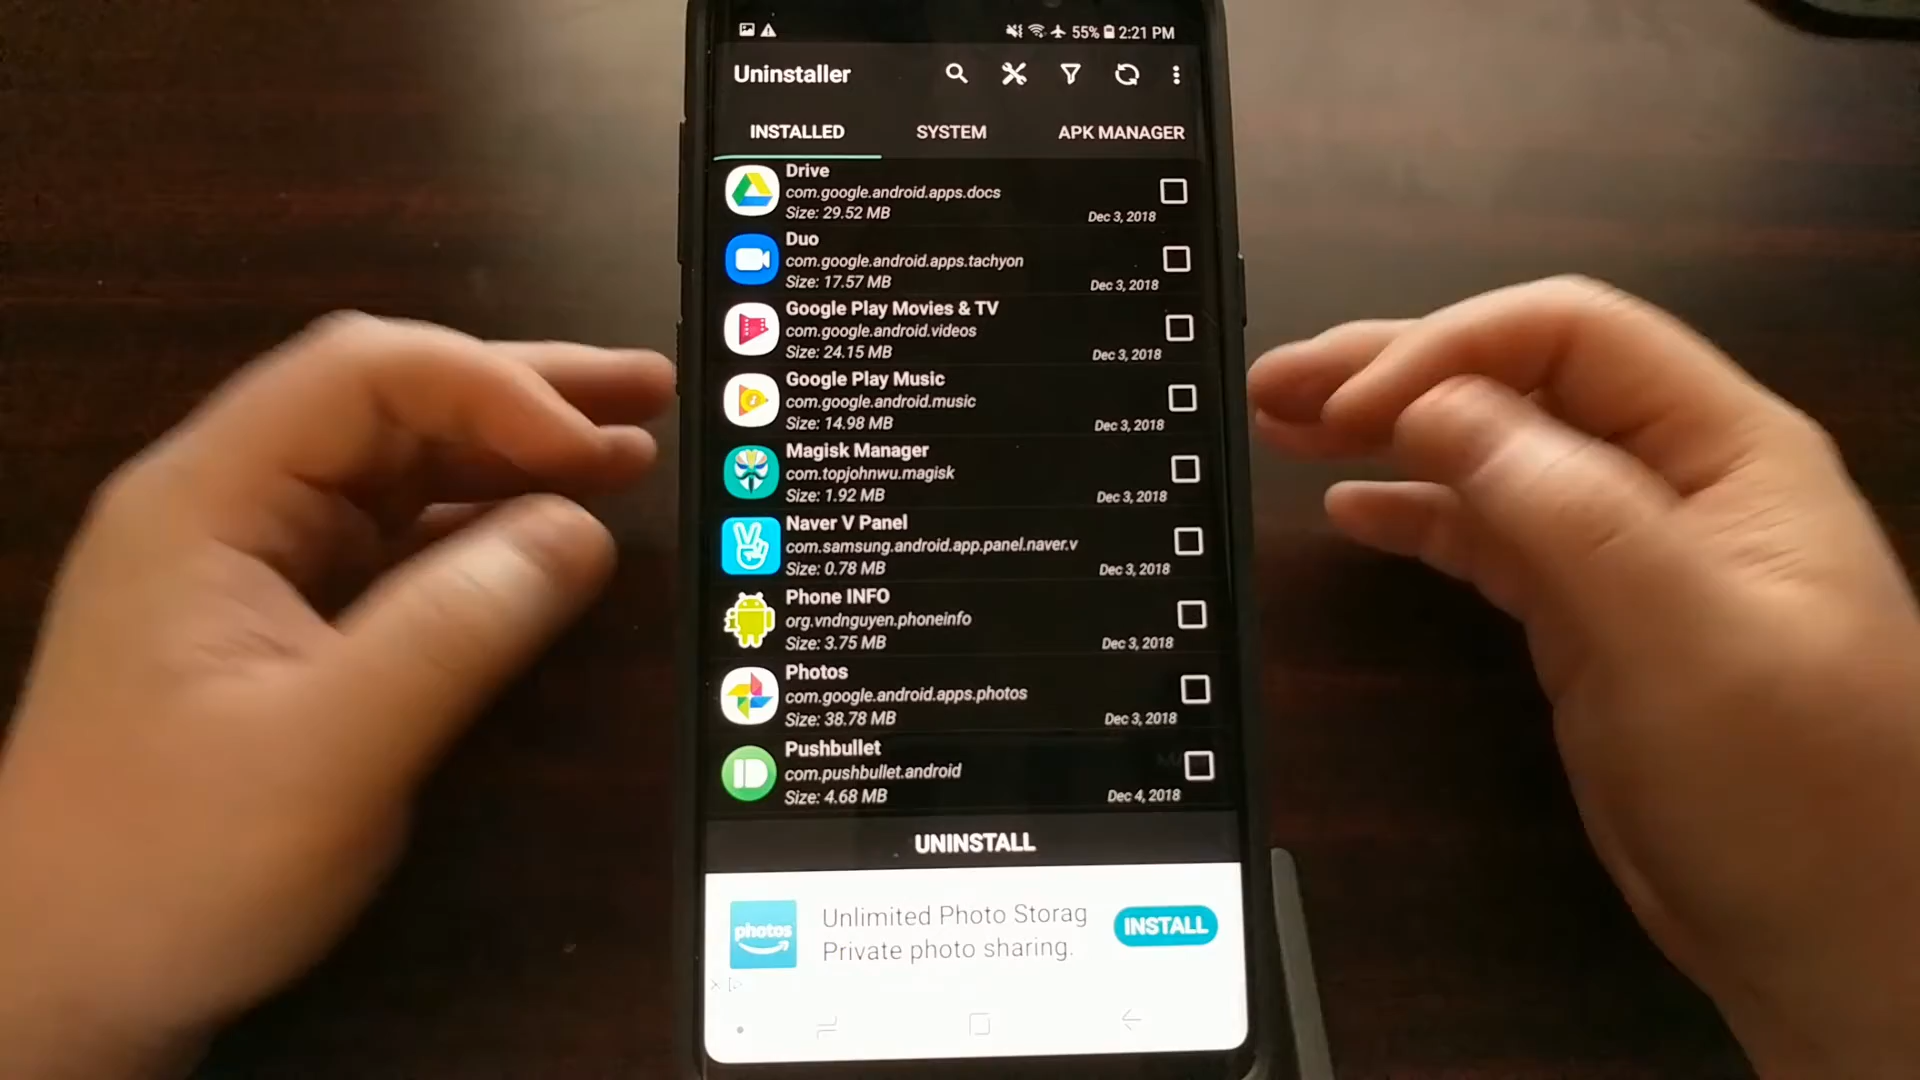 55% 2:21 PM
Uninstaller
INSTALLED SYSTEM APK MANAGER
Drive
com.google.android.apps.docs
Size: 29.52 MB
Dec 3, 2018
Duo
com.google.android.apps.tachyon
Size: 17.57 MB
Dec 3, 2018
Google Play Movies & TV
com.google.android.videos
Size: 24.15 MB
Dec 3, 2018
Google Play Music
com.google.android.music
Size: 14.98 MB
Dec 3, 2018
Magisk Manager
com.topjohnwu.magisk
Size: 1.92 MB
Dec 3, 2018
Naver V Panel
com.samsung.android.app.panel.naver.v
Size: 0.78 MB
Dec 3, 2018
Phone INFO
org.vndnguyen.phoneinfo
Size: 3.75 MB
Dec 3, 2018
Photos
com.google.android.apps.photos
Size: 38.78 MB
Dec 3, 2018
Pushbullet
com.pushbullet.android
Size: 4.68 MB
Dec 4, 2018
UNINSTALL
photos
Unlimited Photo Storag
Private photo sharing.
INSTALL